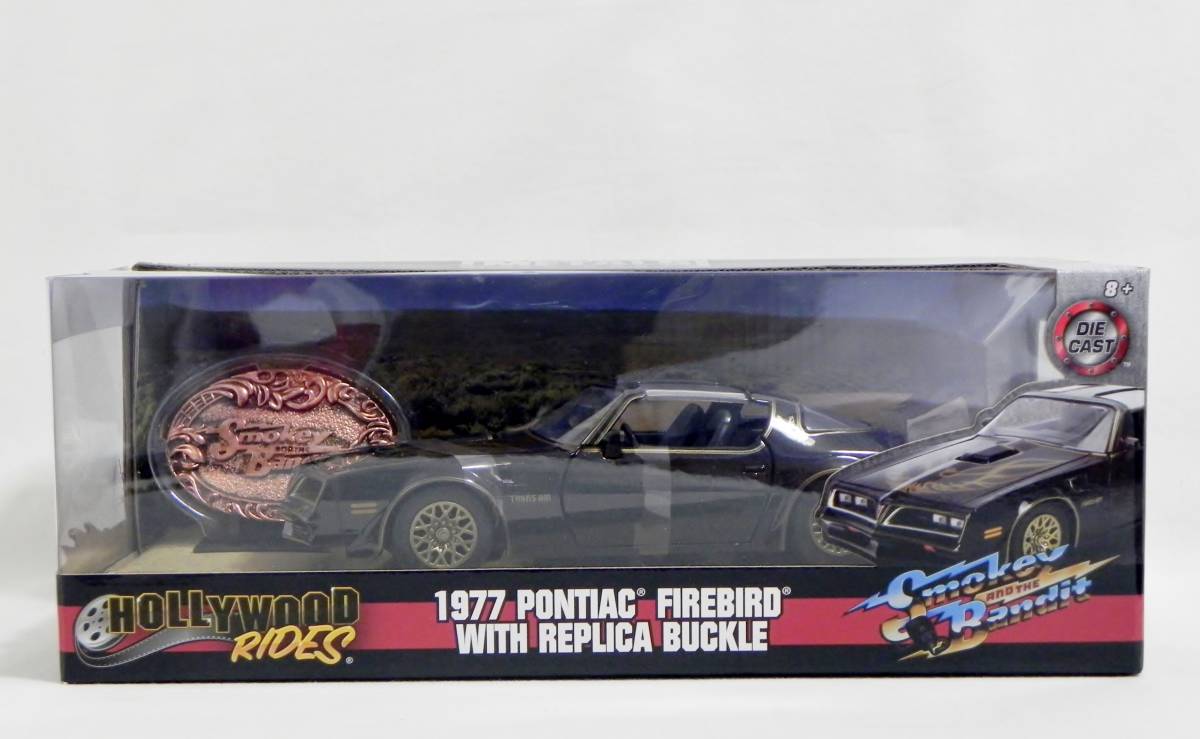 8+
DIE
CAST
™
Smokey
AND THE
Bandit
TRANS AM
HOLLYWOOD
RIDES®
1977 PONTIAC® FIREBIRD®
WITH REPLICA BUCKLE
Smokey
AND THE
Bandit